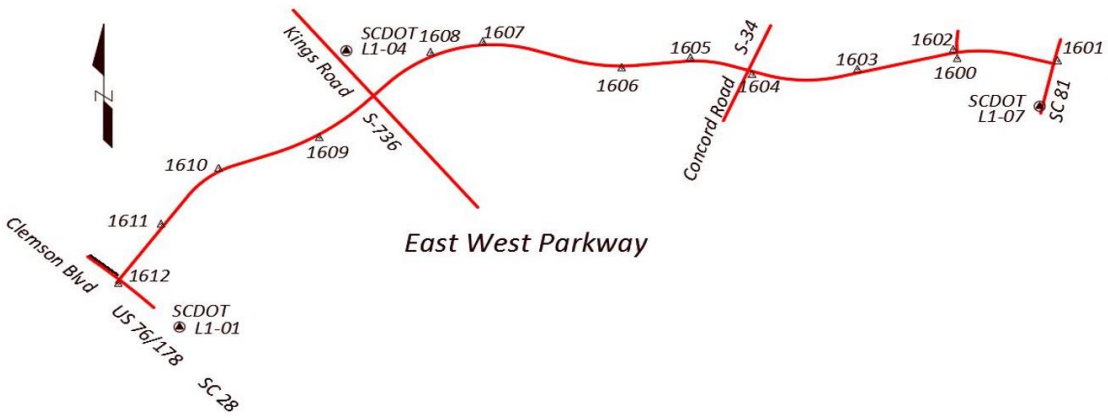 SCDOT
L1-04
1608
1607
Kings Road
S-736
1605
S-34
1606
1604
Concord Road
1603
1602
1600
1601
SCDOT
L1-07
SC 81
N
1609
1610
1611
1612
East West Parkway
Clemson Blvd
US 76/178
SC 28
SCDOT
L1-01